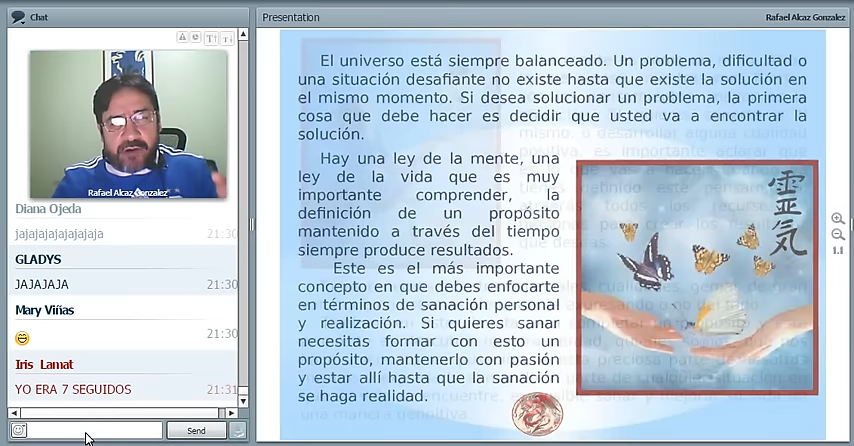 Chat
Rafael Alcaz Gonzalez
Diana Ojeda
jajajajajajajajaja
21:30
GLADYS
JAJAJAJA
21:30
Mary Viñas
21:30
Iris Lamat
YO ERA 7 SEGUIDOS
21:31
Send
Presentation
Rafael Alcaz Gonzalez
El universo está siempre balanceado. Un problema, dificultad o
una situación desafiante no existe hasta que existe la solución en
el mismo momento. Si desea solucionar un problema, la primera
cosa que debe hacer es decidir que usted va a encontrar la
solución.
Hay una ley de la mente, una
ley de la vida que es muy
importante comprender, la
definición de un propósito
mantenido a través del tiempo
siempre produce resultados.
Este es el más importante
concepto en que debes enfocarte
en términos de sanación personal
y realización. Si quieres sanar
necesitas formar con esto un
propósito, mantenerlo con pasión
y estar allí hasta que la sanación
se haga realidad.
靈氣
1:1